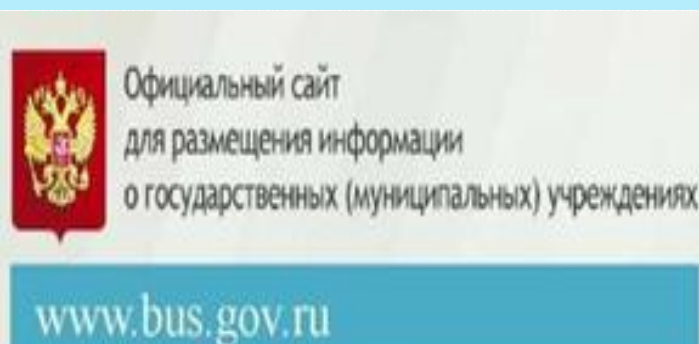 Официальный сайт
для размещения информации
о государственных (муниципальных) учреждениях
www.bus.gov.ru